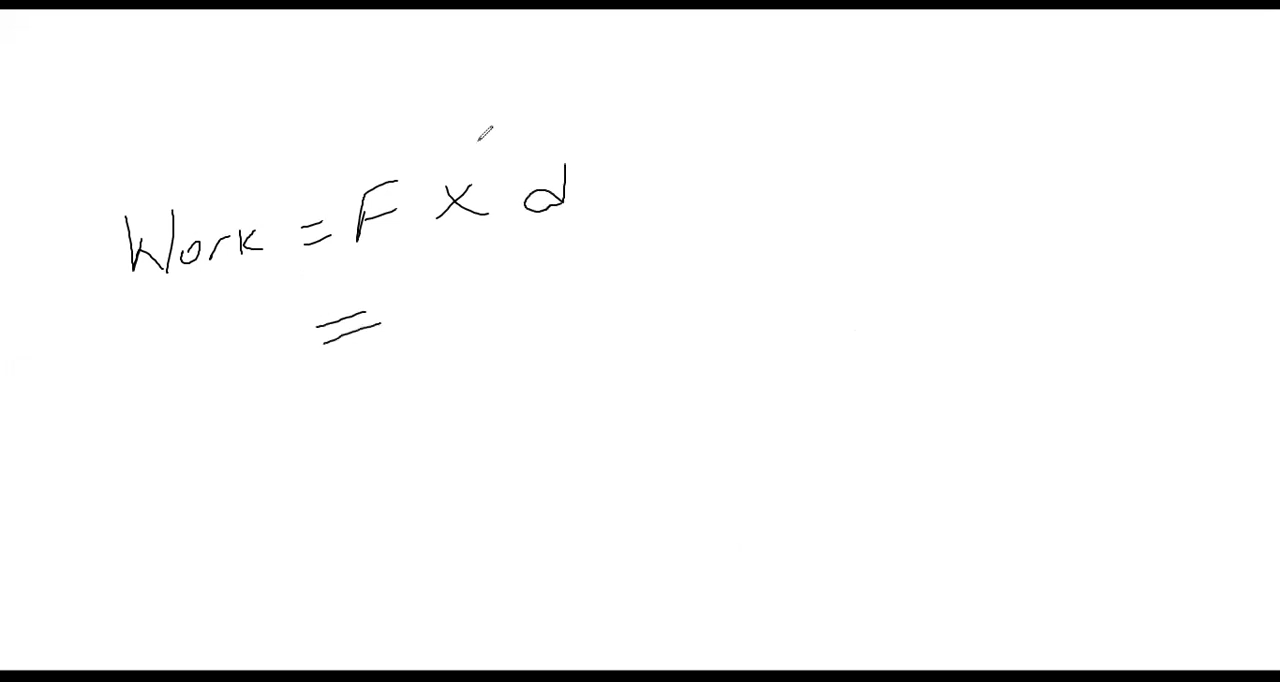 Work = F x d
=